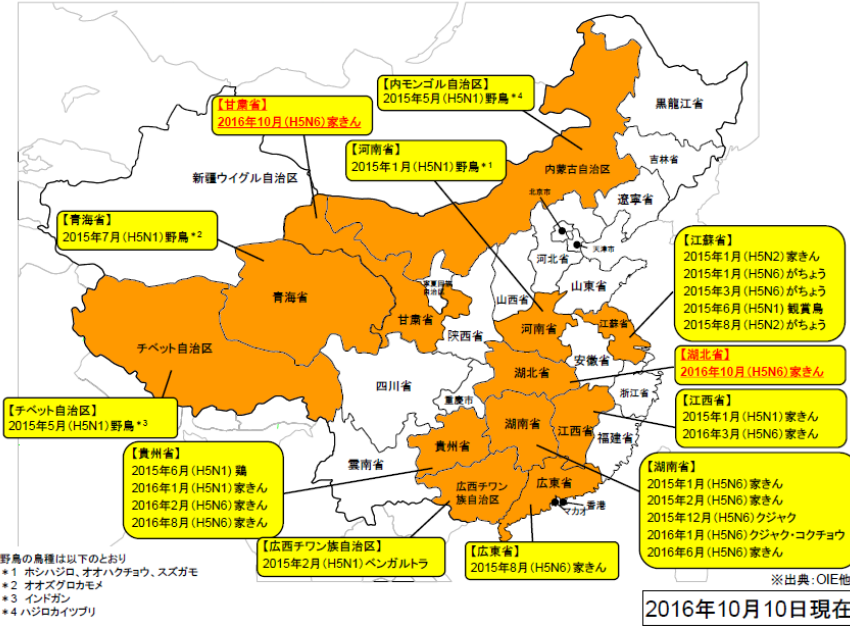 【内モンゴル自治区】
2015年5月(H5N1)野鳥*4
【甘粛省】
2016年10月(H5N6)家きん
【河南省】
2015年1月(H5N1)野鳥*1
【青海省】
2015年7月(H5N1)野鳥*2
【江蘇省】
2015年1月(H5N2)家きん
2015年1月(H5N6)がちょう
2015年3月(H5N6)がちょう
2015年6月(H5N1)観賞鳥
2015年8月(H5N2)がちょう
【湖北省】
2016年10月(H5N6)家きん
【江西省】
2015年1月(H5N1)家きん
2016年3月(H5N6)家きん
【チベット自治区】
2015年5月(H5N1)野鳥*3
【貴州省】
2015年6月(H5N1)鶏
2016年1月(H5N1)家きん
2016年2月(H5N6)家きん
2016年8月(H5N6)家きん
【湖南省】
2015年1月(H5N6)家きん
2015年2月(H5N6)家きん
2015年12月(H5N6)クジャク
2016年1月(H5N6)クジャク・コクチョウ
2016年6月(H5N6)家きん
【広西チワン族自治区】
2015年2月(H5N1)ベンガルトラ
【広東省】
2015年8月(H5N6)家きん
黒龍江省
吉林省
遼寧省
内蒙古自治区
新疆ウイグル自治区
北京市
天津市
河北省
山西省
山東省
寧夏回族
自治区
青海省
甘粛省
陝西省
河南省
江蘇省
安徽省
チベット自治区
四川省
重慶市
湖北省
浙江省
湖南省
江西省
福建省
貴州省
雲南省
広西チワン
族自治区
広東省
香港
マカオ
野鳥の鳥種は以下のとおり
*1 ホシハジロ、オオハクチョウ、スズガモ
*2 オオズグロカモメ
*3 インドガン
*4 ハジロカイツブリ
※出典:OIE他
2016年10月10日現在